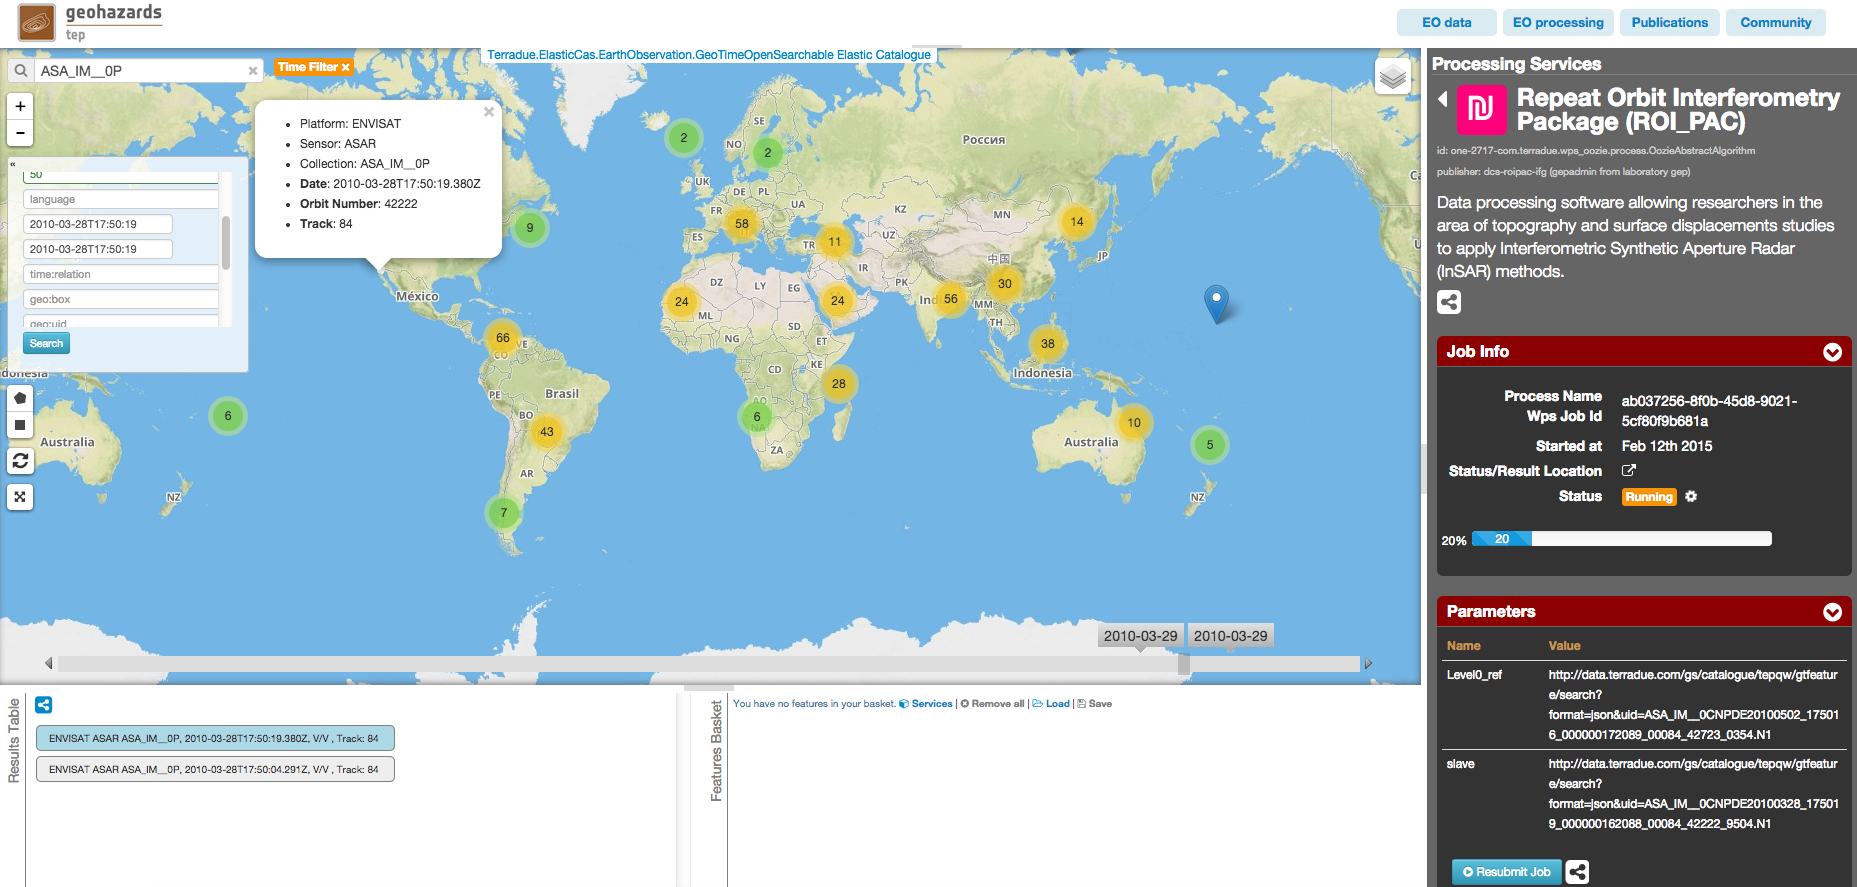 geohazards
tep
EO data
EO processing
Publications
Community
Terradue.ElasticCas.EarthObservation.GeoTimeOpenSearchable Elastic Catalogue
ASA_IM__0P
Time Filter ×
+
−
«
50
language
2010-03-28T17:50:19
2010-03-28T17:50:19
time:relation
geo:box
geo:uid
Search
• Platform: ENVISAT
• Sensor: ASAR
• Collection: ASA_IM__0P
• Date: 2010-03-28T17:50:19.380Z
• Orbit Number: 42222
• Track: 84
SE
NO
2
2
UK
DE
PL
UA
FR
58
ES
TR
11
Россия
KZ
MN
UZ
14
JP
中国
30
IR
PK
9
México
24
DZ
LY
EG
24
ML
SD
NG
ET
56
MM
TH
66
VE
CO
CD
KE
38
Indonesia
28
PE
Brasil
BO
43
6
AO
NA
ZA
6
Australia
NZ
AR
7
10
Australia
5
NZ
2010-03-29
2010-03-29
Processing Services
Repeat Orbit Interferometry
Package (ROI_PAC)
id: one-2717-com.terradue.wps_oozie.process.OozieAbstractAlgorithm
publisher: dcs-roipac-ifg (gepadmin from laboratory gep)
Data processing software allowing researchers in the
area of topography and surface displacements studies
to apply Interferometric Synthetic Aperture Radar
(InSAR) methods.
Job Info
Process Name
Wps Job Id
ab037256-8f0b-45d8-9021-
5cf80f9b681a
Started at
Feb 12th 2015
Status/Result Location
Status
Running
20%
20
Parameters
Name
Value
Level0_ref
http://data.terradue.com/gs/catalogue/tepqw/gtfeatur
e/search?
format=json&uid=ASA_IM__0CNPDE20100502_17501
6_000000172089_00084_42723_0354.N1
slave
http://data.terradue.com/gs/catalogue/tepqw/gtfeatur
e/search?
format=json&uid=ASA_IM__0CNPDE20100328_17501
9_000000162088_00084_42222_9504.N1
Resubmit Job
Results Table
ENVISAT ASAR ASA_IM__0P, 2010-03-28T17:50:19.380Z, V/V , Track: 84
ENVISAT ASAR ASA_IM__0P, 2010-03-28T17:50:04.291Z, V/V , Track: 84
Features Basket
You have no features in your basket. Services | Remove all | Load | Save